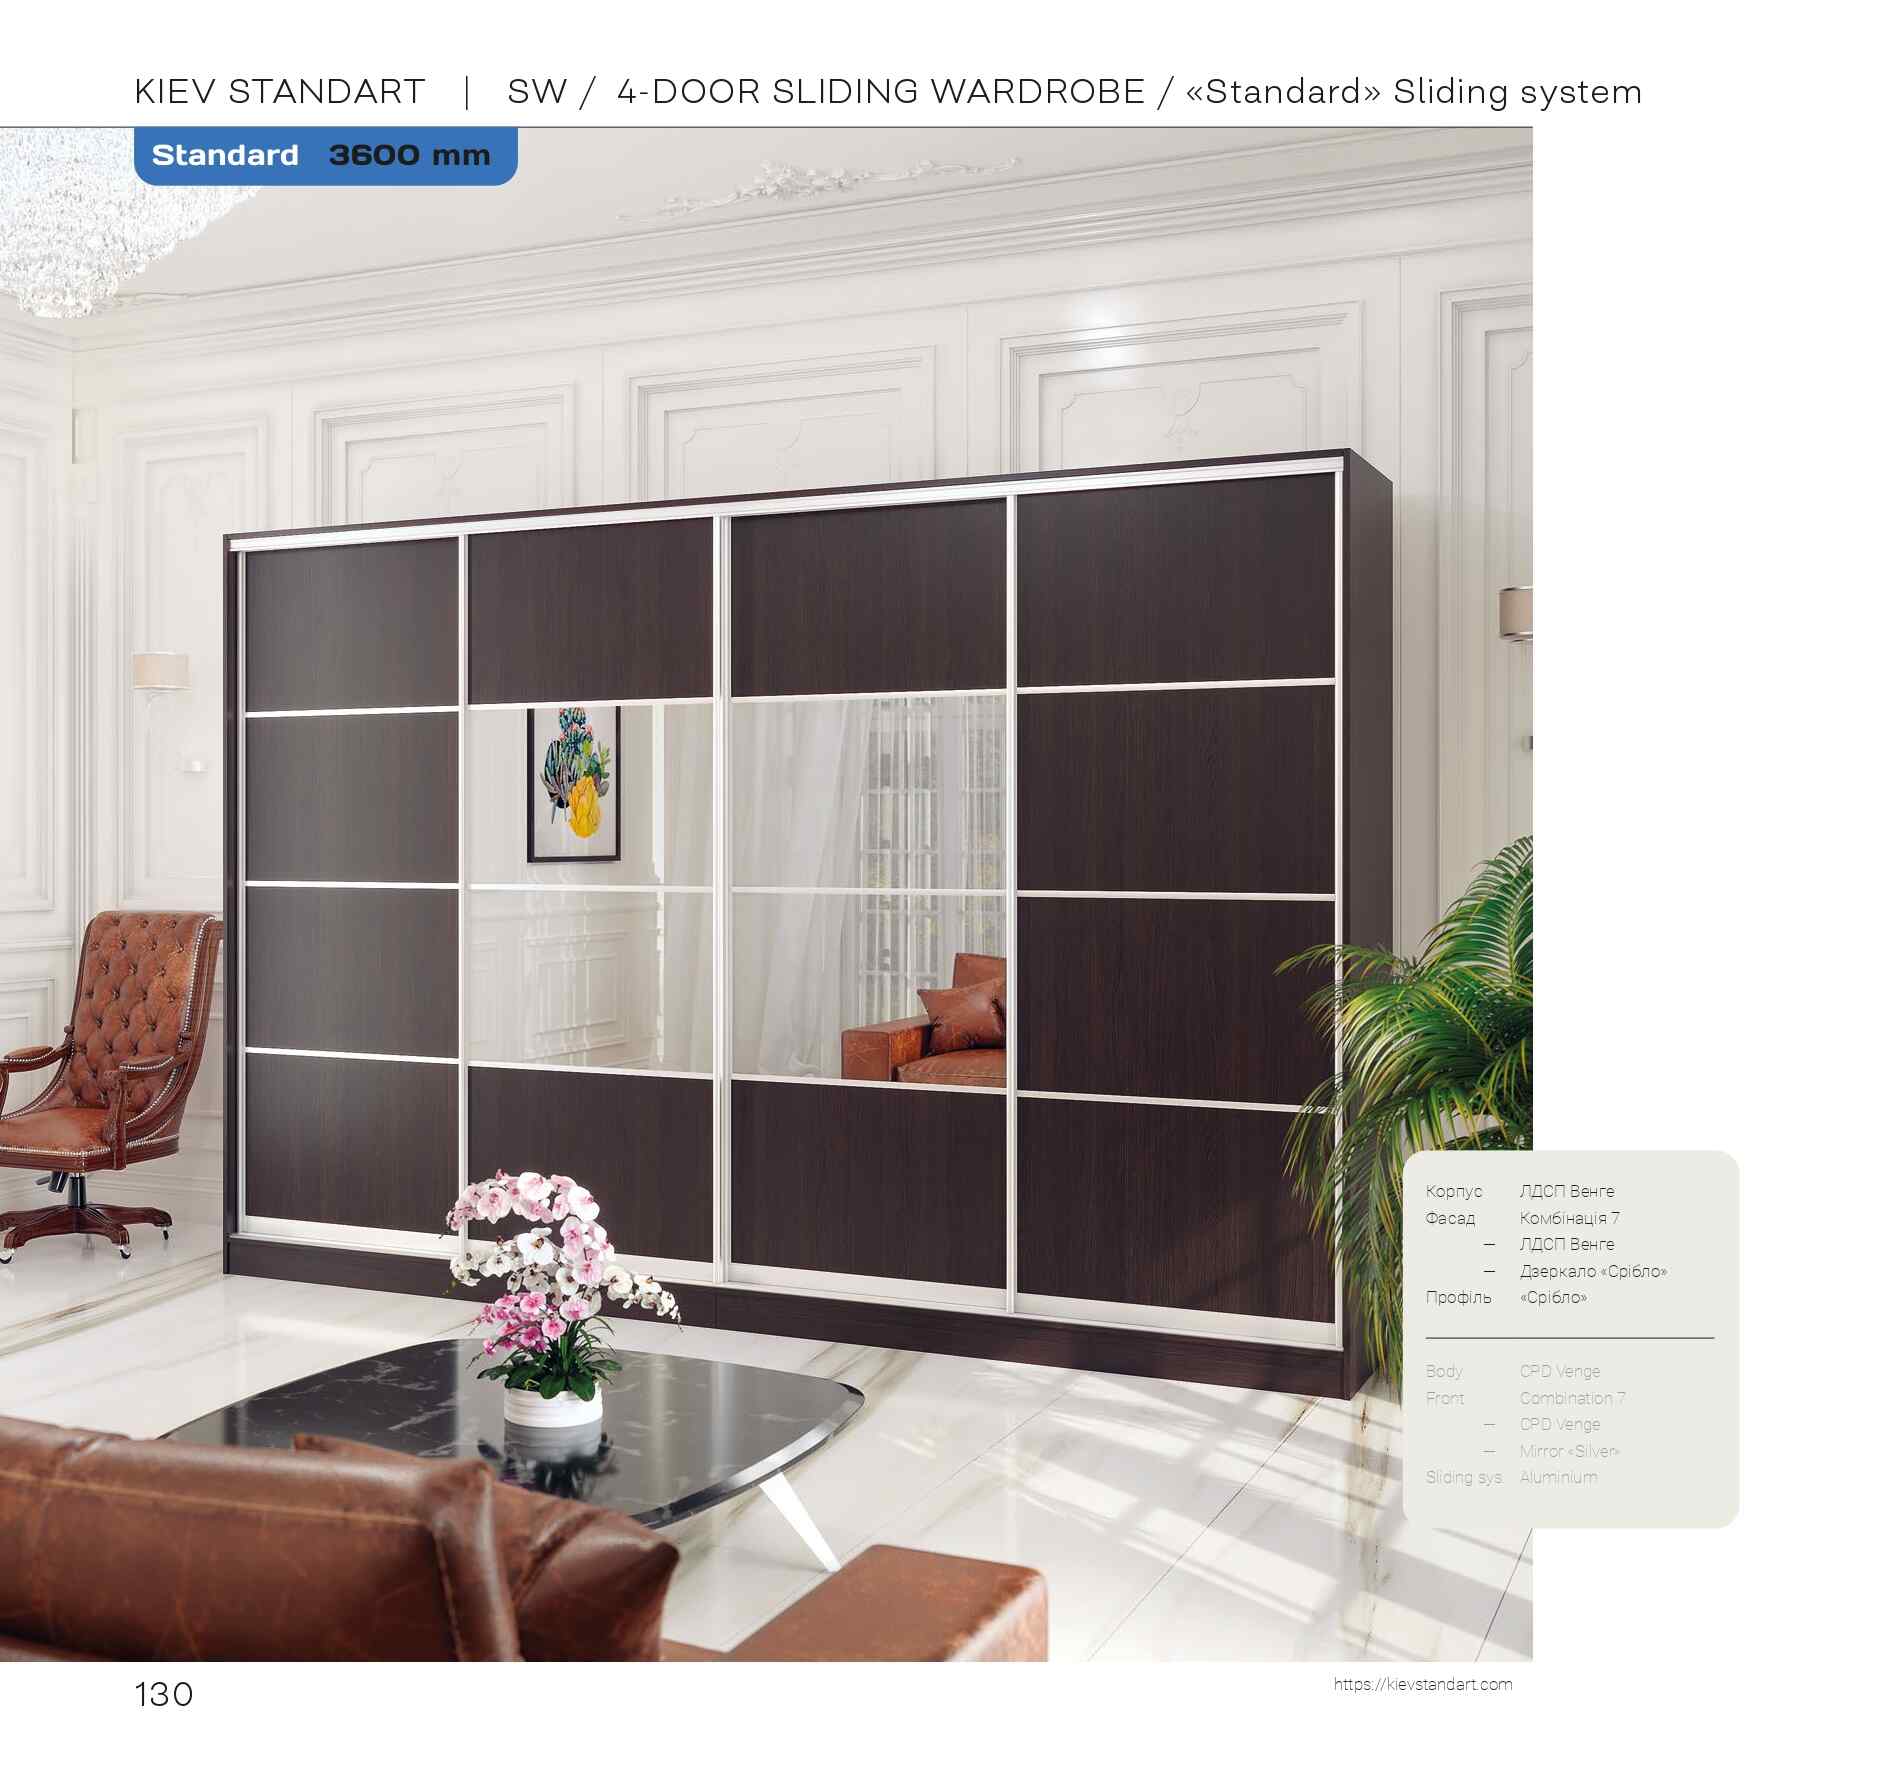 KIEV STANDART | SW / 4-DOOR SLIDING WARDROBE / «Standard» Sliding system
Standard 3600 mm
Корпус ЛДСП Венге
Фасад Комбінація 7
— ЛДСП Венге
— Дзеркало «Срібло»
Профіль «Срібло»
Body CPD Venge
Front Combination 7
— CPD Venge
— Mirror «Silver»
Sliding sys. Aluminium
130
https://kievstandart.com